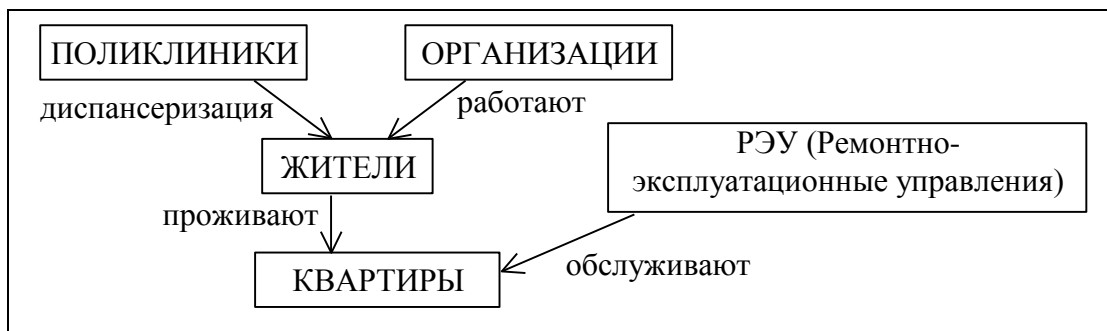 ПОЛИКЛИНИКИ
ОРГАНИЗАЦИИ
диспансеризация
работают
ЖИТЕЛИ
РЭУ (Ремонтно-
эксплуатационные управления)
проживают
КВАРТИРЫ
обслуживают